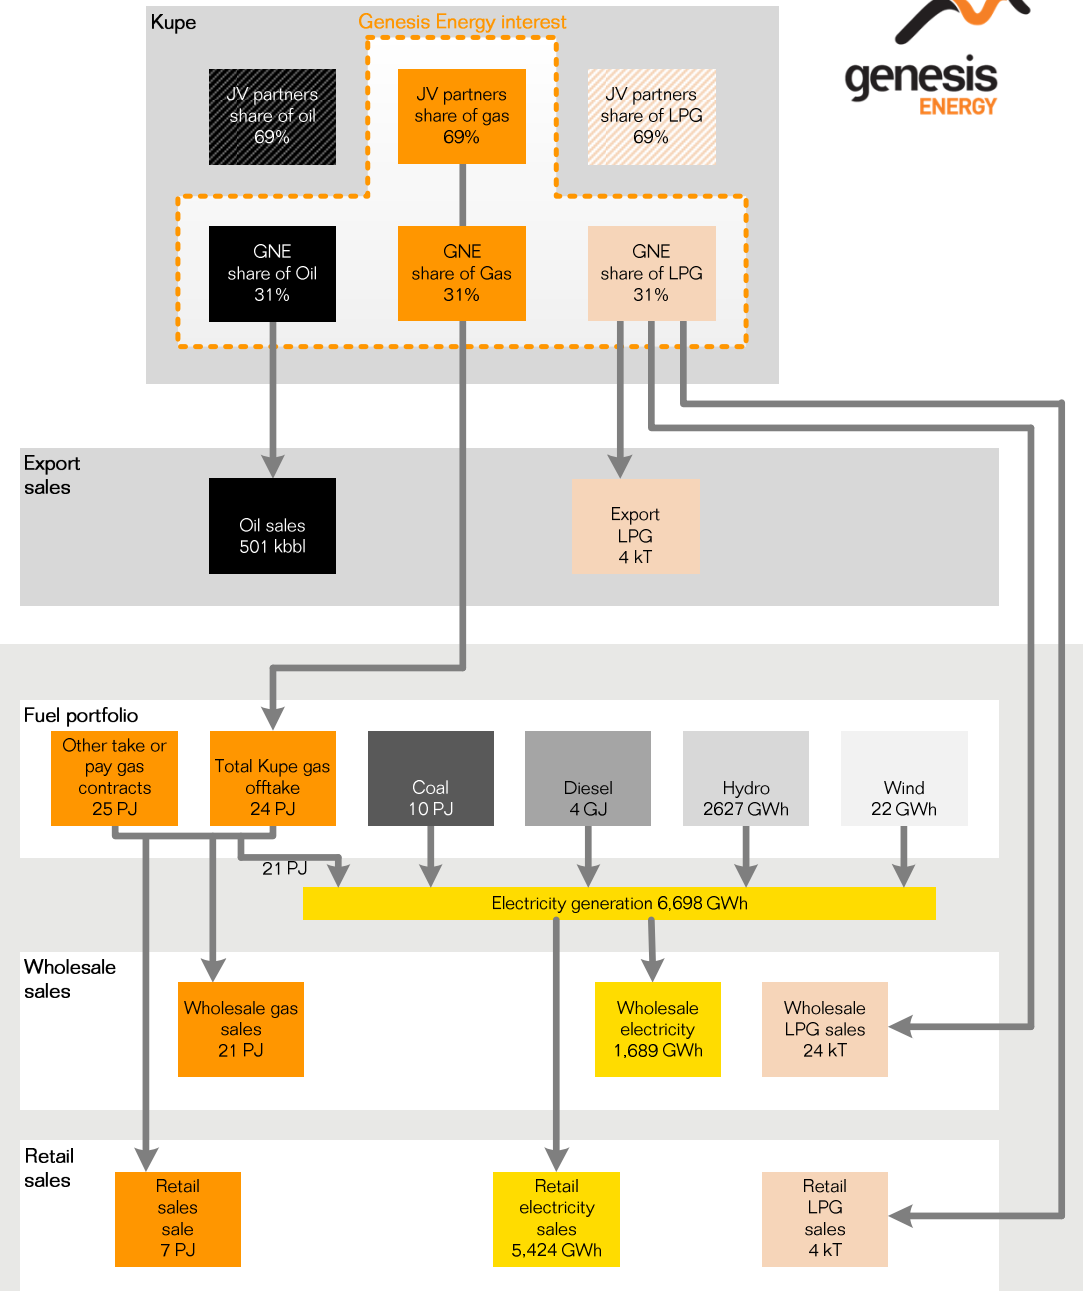 Kupe
Genesis Energy interest
genesis
ENERGY
JV partners
share of oil
69%
JV partners
share of gas
69%
JV partners
share of LPG
69%
GNE
share of Oil
31%
GNE
share of Gas
31%
GNE
share of LPG
31%
Export
sales
Oil sales
501 kbbl
Export
LPG
4 kT
Fuel portfolio
Other take or
pay gas
contracts
25 PJ
Total Kupe gas
offtake
24 PJ
Coal
10 PJ
Diesel
4 GJ
Hydro
2627 GWh
Wind
22 GWh
21 PJ
Electricity generation 6,698 GWh
Wholesale
sales
Wholesale gas
sales
21 PJ
Wholesale
electricity
1,689 GWh
Wholesale
LPG sales
24 kT
Retail
sales
Retail
sales
sale
7 PJ
Retail
electricity
sales
5,424 GWh
Retail
LPG
sales
4 kT